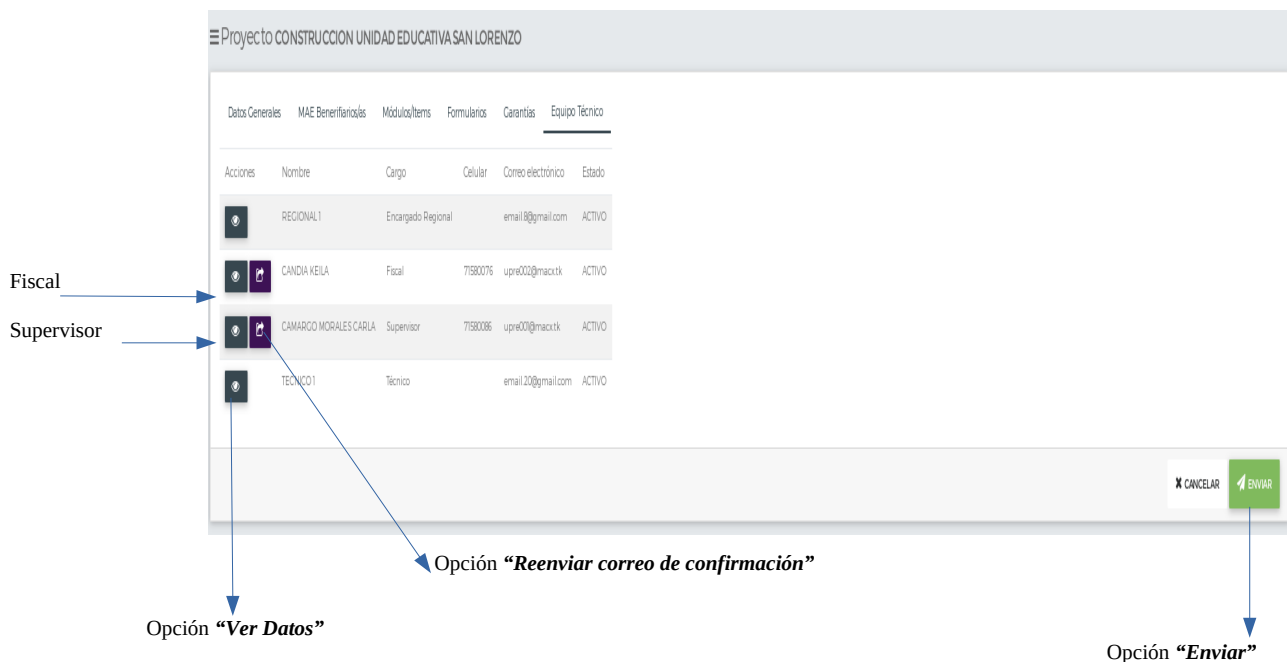 Proyecto CONSTRUCCION UNIDAD EDUCATIVA SAN LORENZO
Datos Generales MAE Benerifiarios/as Módulos/Items Formularios Garantías Equipo Técnico
Acciones Nombre Cargo Celular Correo electrónico Estado
REGIONAL 1 Encargado Regional email.8@gmail.com ACTIVO
Fiscal
CANDIA KEILA Fiscal 71580076 upre002@macx.tk ACTIVO
Supervisor
CAMARGO MORALES CARLA Supervisor 71580086 upre001@macx.tk ACTIVO
TECNICO 1 Técnico email.20@gmail.com ACTIVO
X CANCELAR ENVIAR
Opción “Reenviar correo de confirmación”
Opción “Ver Datos”
Opción “Enviar”